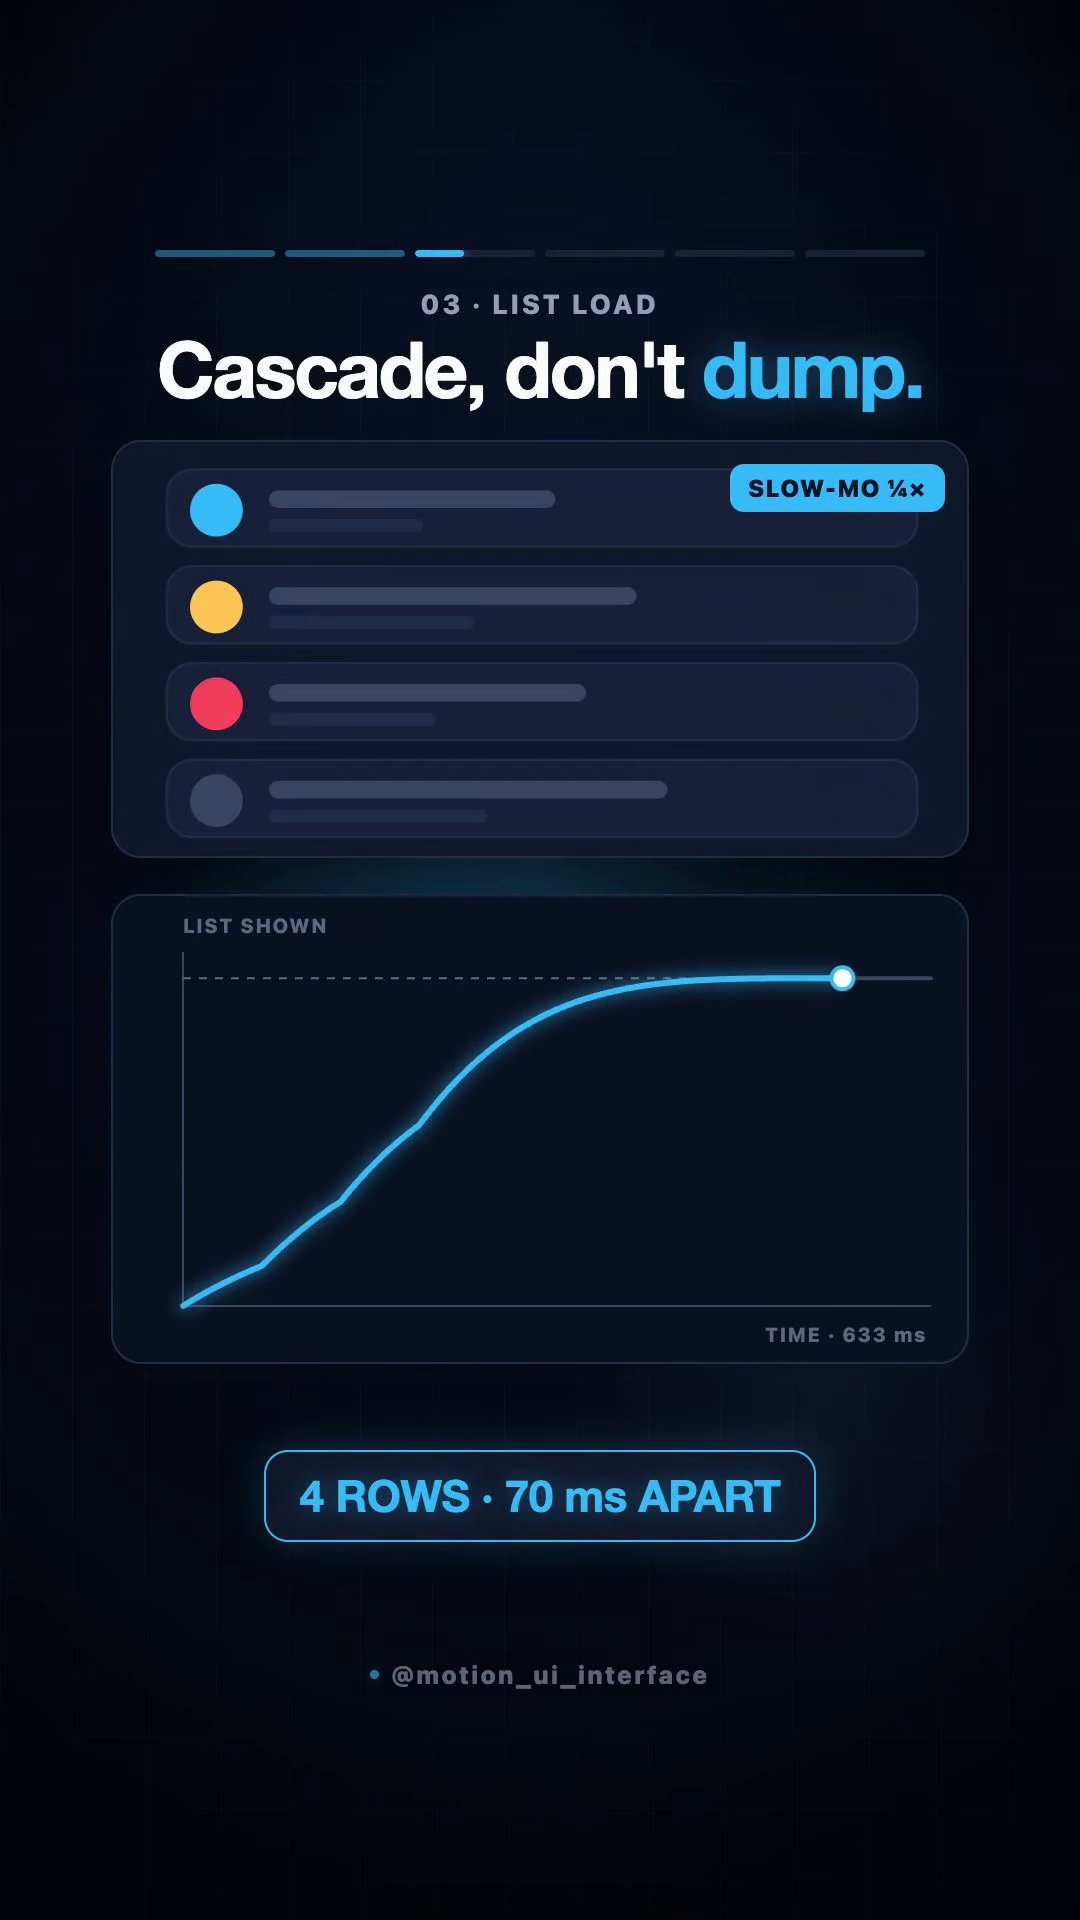 03 · LIST LOAD
Cascade, don't dump.
SLOW-MO ¼×
LIST SHOWN
TIME · 633 ms
4 ROWS · 70 ms APART
@motion_ui_interface